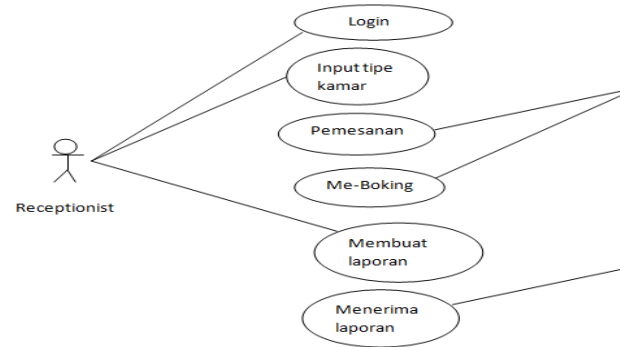 Login
Input tipe
kamar
Pemesanan
Me-Boking
Receptionist
Membuat
laporan
Menerima
laporan